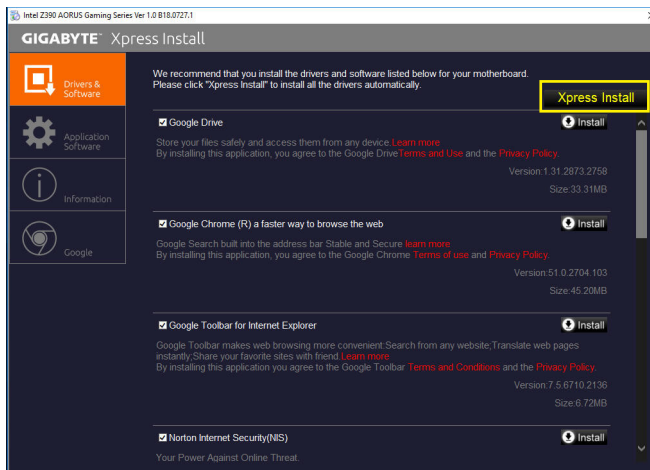 Intel Z390 AORUS Gaming Series Ver 1.0 B18.0727.1
GIGABYTE™ Xpress Install
Drivers &
Software
Application
Software
Information
Google
We recommend that you install the drivers and software listed below for your motherboard.
Please click "Xpress Install" to install all the drivers automatically.
Xpress Install
Google Drive
Install
Store your files safely and access them from any device.Learn more
By installing this application, you agree to the Google DriveTerms and Use and the Privacy Policy.
Version:1.31.2873.2758
Size:33.31MB
Google Chrome (R) a faster way to browse the web
Install
Google Search built into the address bar Stable and Secure learn more
By installing this application, you agree to the Google Chrome Terms of use and Privacy Policy.
Version:51.0.2704.103
Size:45.20MB
Google Toolbar for Internet Explorer
Install
Google Toolbar makes web browsing more convenient:Search from any website;Translate web pages
instantly;Share your favorite sites with friend.Learn more
By installing this application you agree to the Google Toolbar Terms and Conditions and the Privacy Policy.
Version:7.5.6710.2136
Size:6.72MB
Norton Internet Security(NIS)
Install
Your Power Against Online Threat.